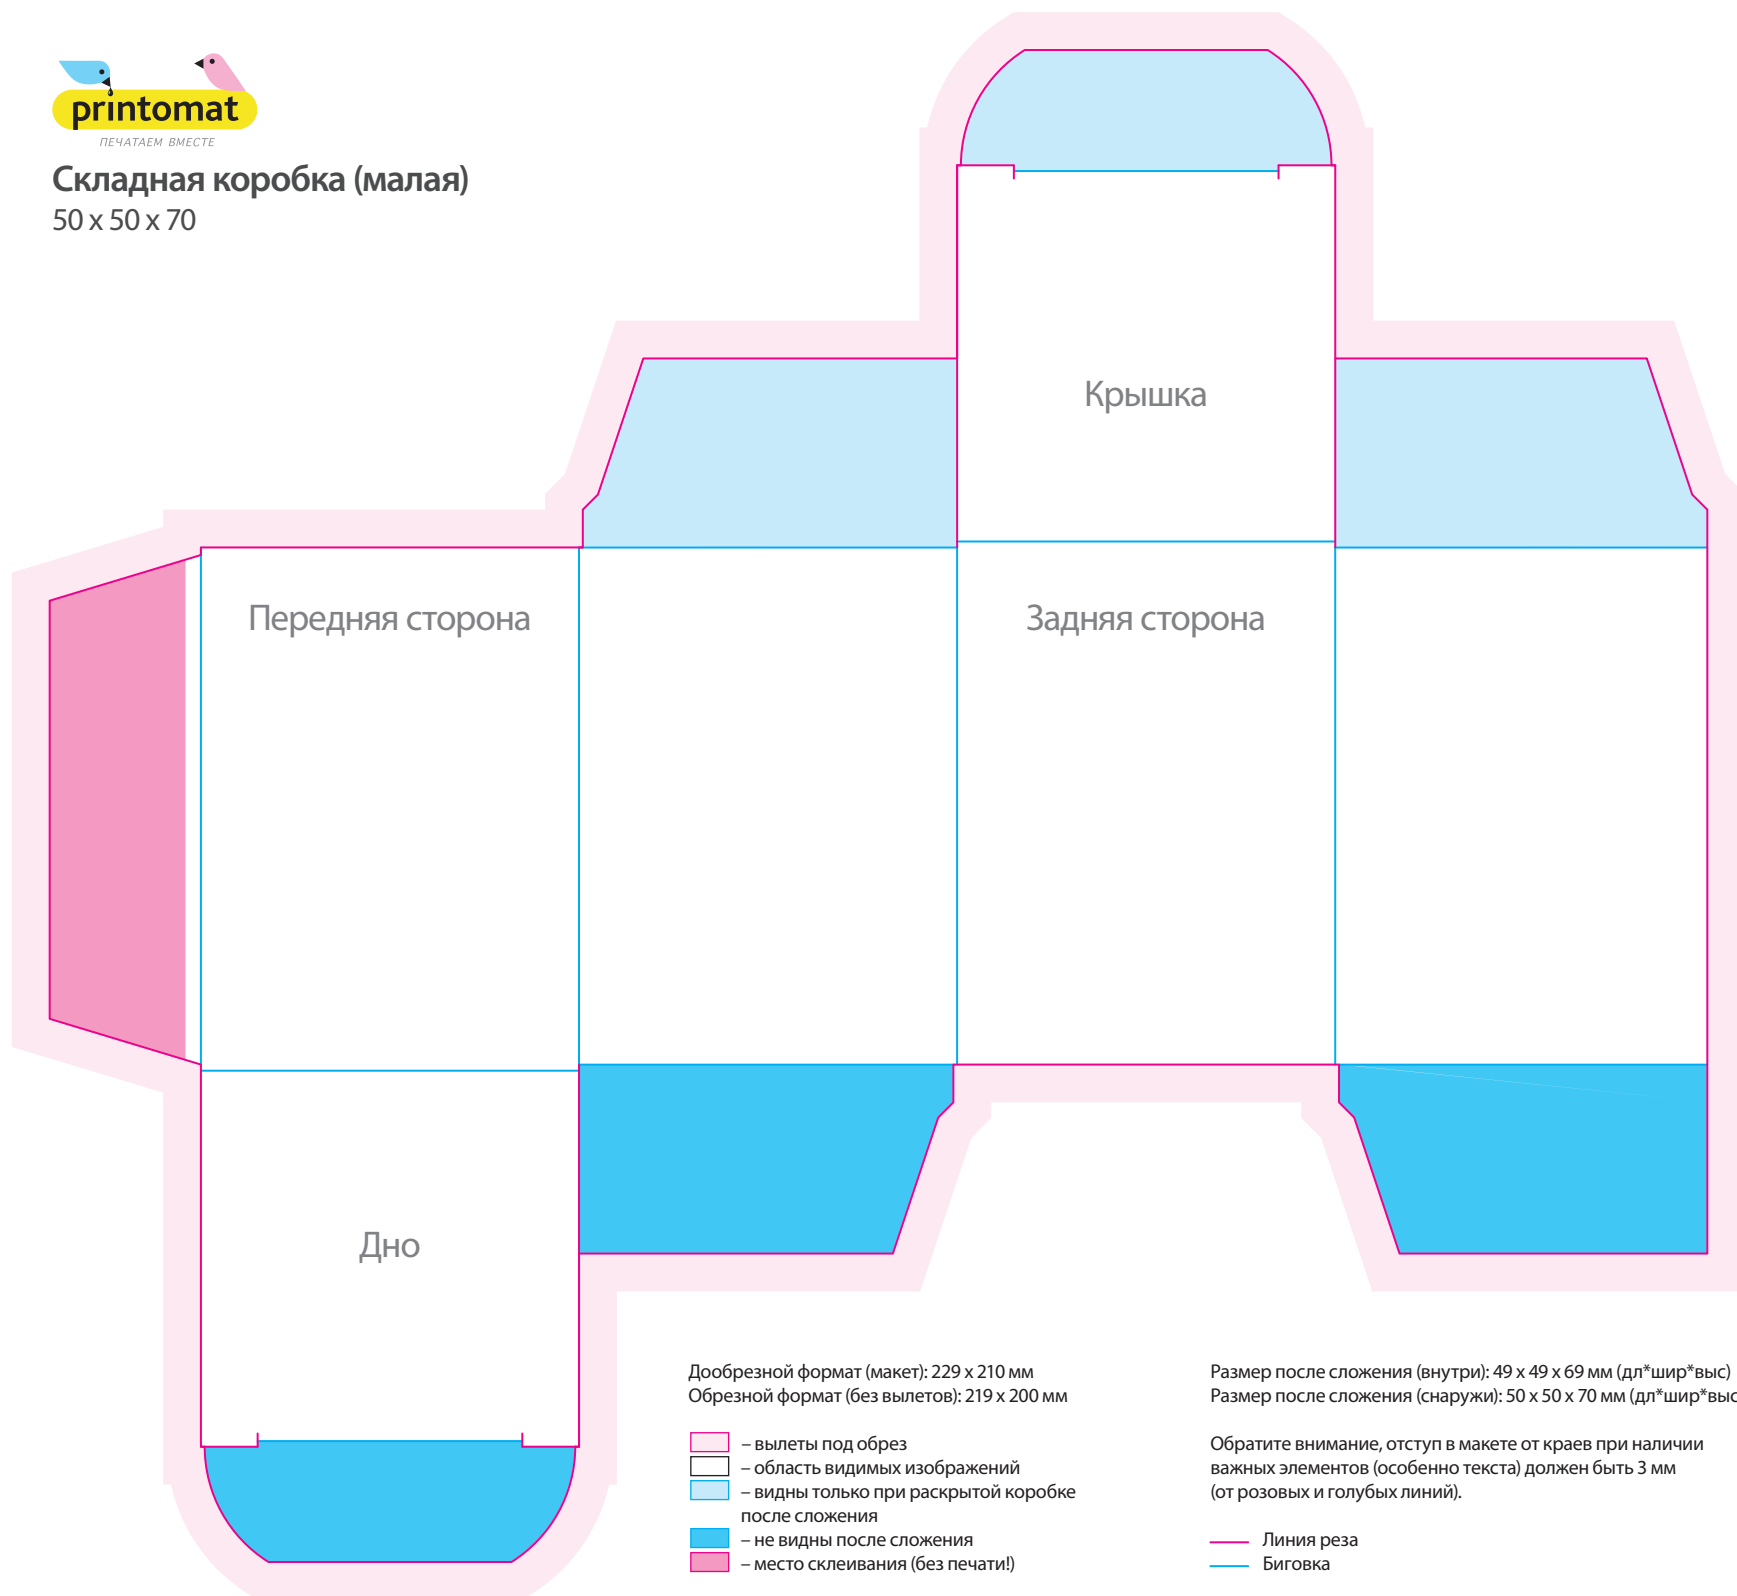 printomat
ПЕЧАТАЕМ ВМЕСТЕ
Складная коробка (малая)
50 x 50 x 70
Крышка
Передняя сторона
Задняя сторона
Дно
Дообрезной формат (макет): 229 x 210 мм
Обрезной формат (без вылетов): 219 x 200 мм
– вылеты под обрез
– область видимых изображений
– видны только при раскрытой коробке
после сложения
– не видны после сложения
– место склеивания (без печати!)
Размер после сложения (внутри): 49 x 49 x 69 мм (дл*шир*выс)
Размер после сложения (снаружи): 50 x 50 x 70 мм (дл*шир*выс
Обратите внимание, отступ в макете от краев при наличии
важных элементов (особенно текста) должен быть 3 мм
(от розовых и голубых линий).
Линия реза
Биговка